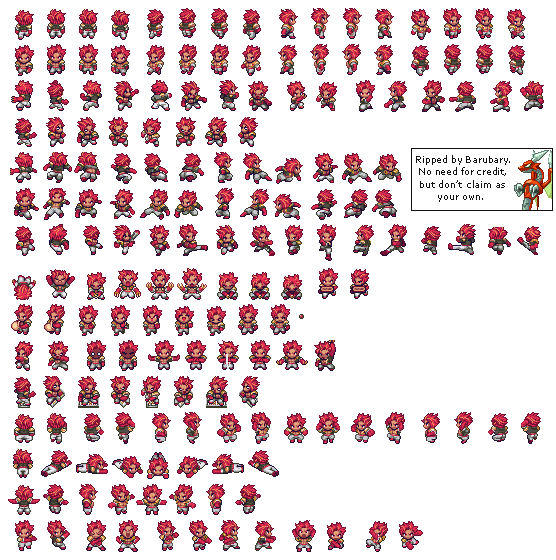 Ripped by Barubary.
No need for credit,
but don't claim as
your own.